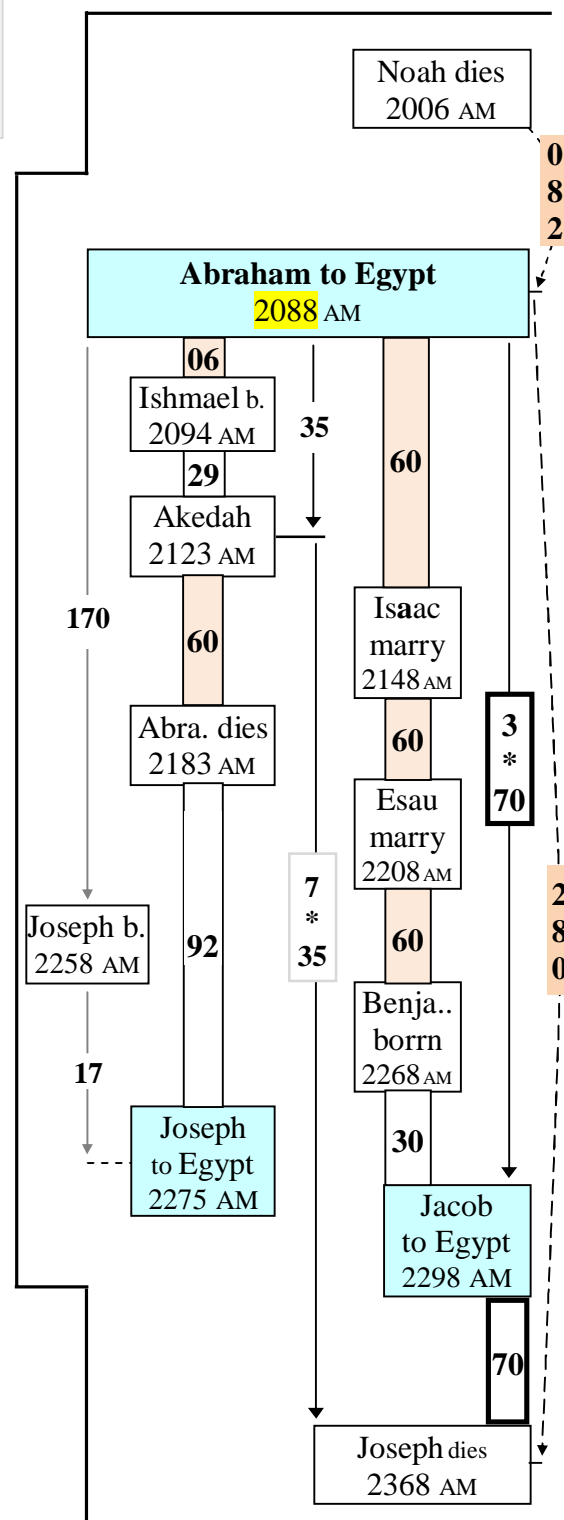 Noah dies
2006 AM
0
8
2
Abraham to Egypt
2088 AM
06
Ishmael b.
2094 AM
35
60
29
Akedah
2123 AM
170
60
Isaac
marry
2148 AM
Abra. dies
2183 AM
60
3
*
70
Esau
marry
2208 AM
7
*
35
2
8
0
Joseph b.
2258 AM
92
60
Benja..
borrn
2268 AM
17
Joseph
to Egypt
2275 AM
30
Jacob
to Egypt
2298 AM
70
Joseph dies
2368 AM